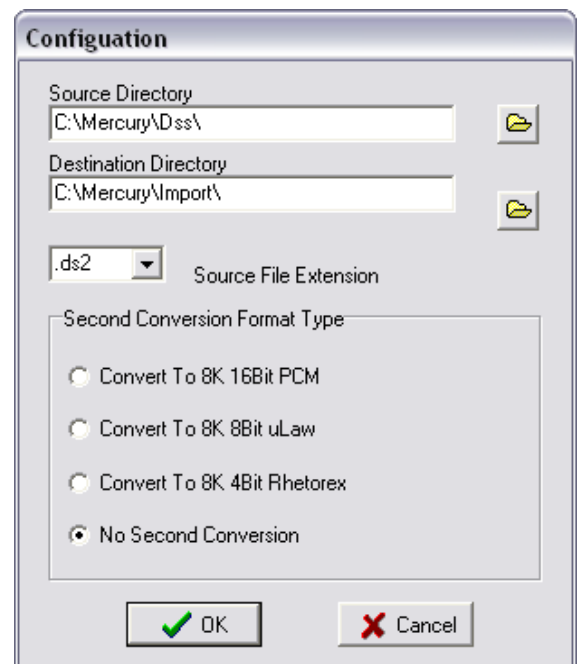 Configuation
Source Directory
C:\Mercury\Dss\
Destination Directory
C:\Mercury\Import\
.ds2
Source File Extension
Second Conversion Format Type
Convert To 8K 16Bit PCM
Convert To 8K 8Bit uLaw
Convert To 8K 4Bit Rhetorex
No Second Conversion
OK
Cancel